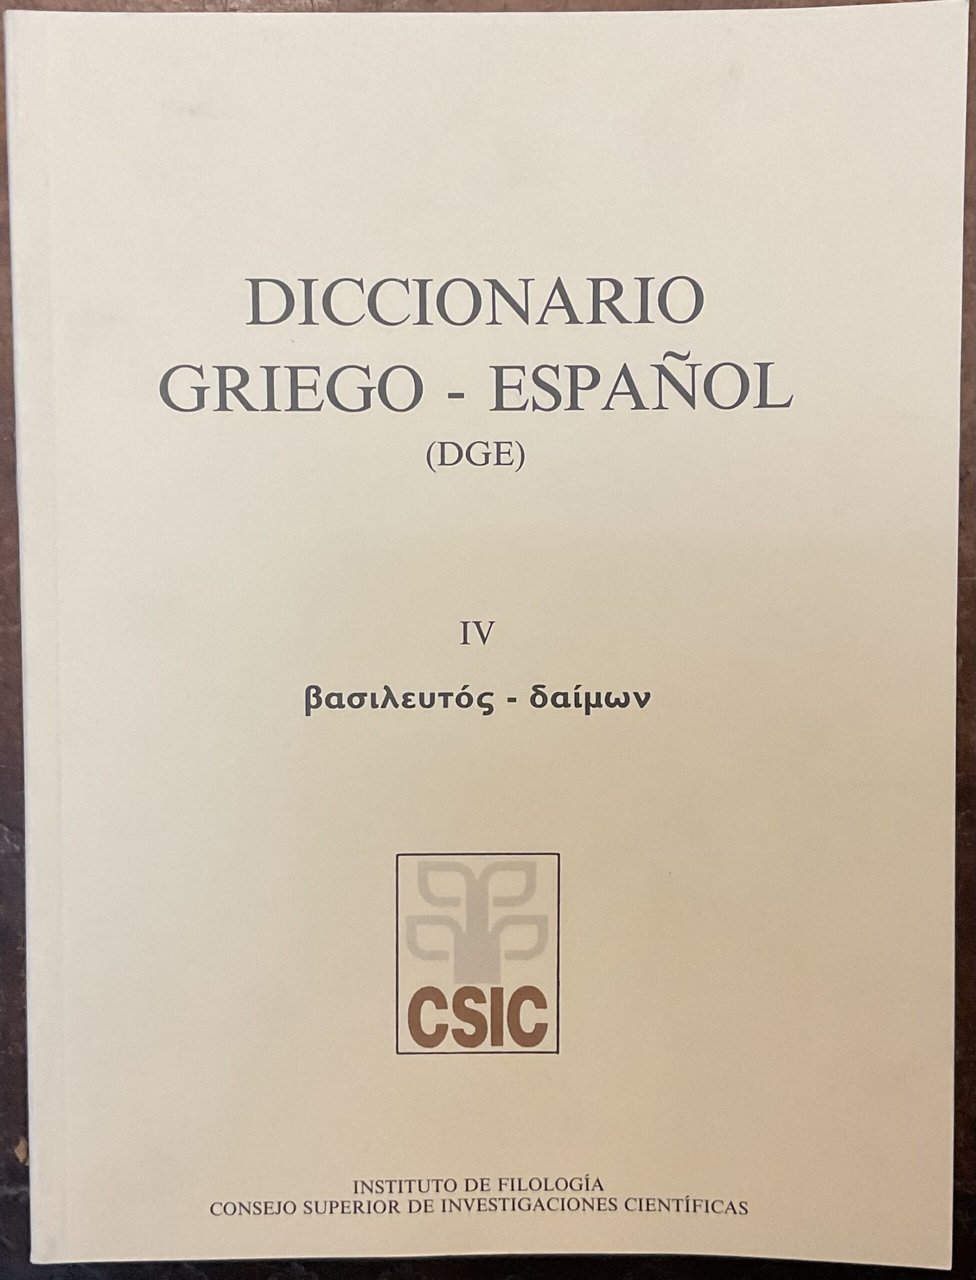 DICCIONARIO
GRIEGO - ESPAÑOL
(DGE)
IV
βασιλευτός - δαίμων
CSIC
INSTITUTO DE FILOLOGÍA
CONSEJO SUPERIOR DE INVESTIGACIONES CIENTÍFICAS